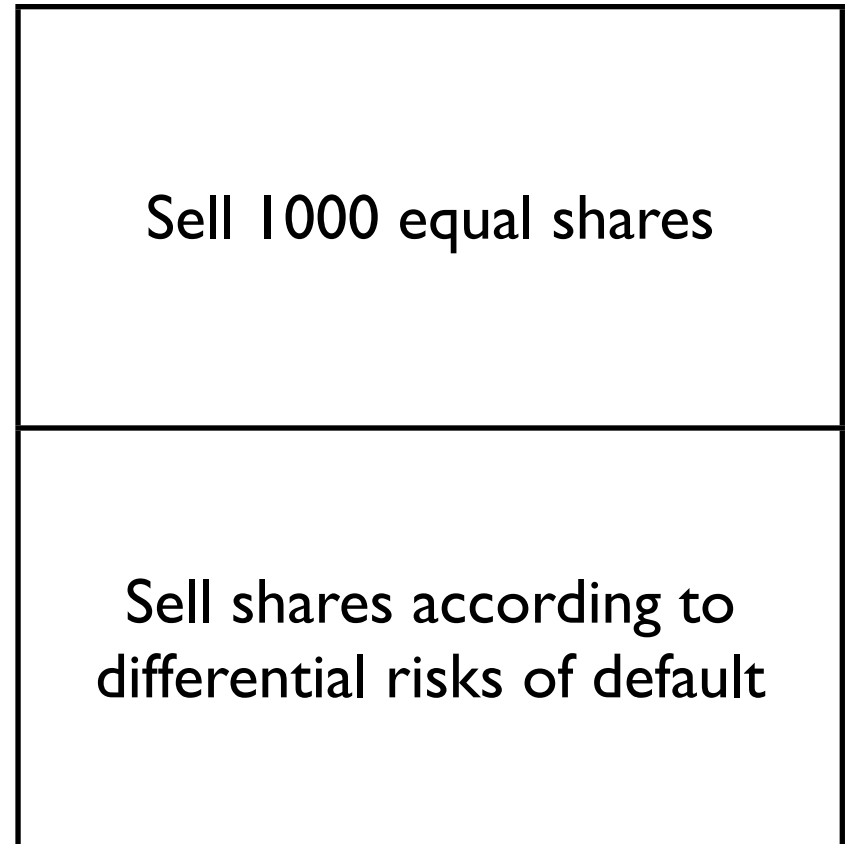 Sell 1000 equal shares
Sell shares according to
differential risks of default